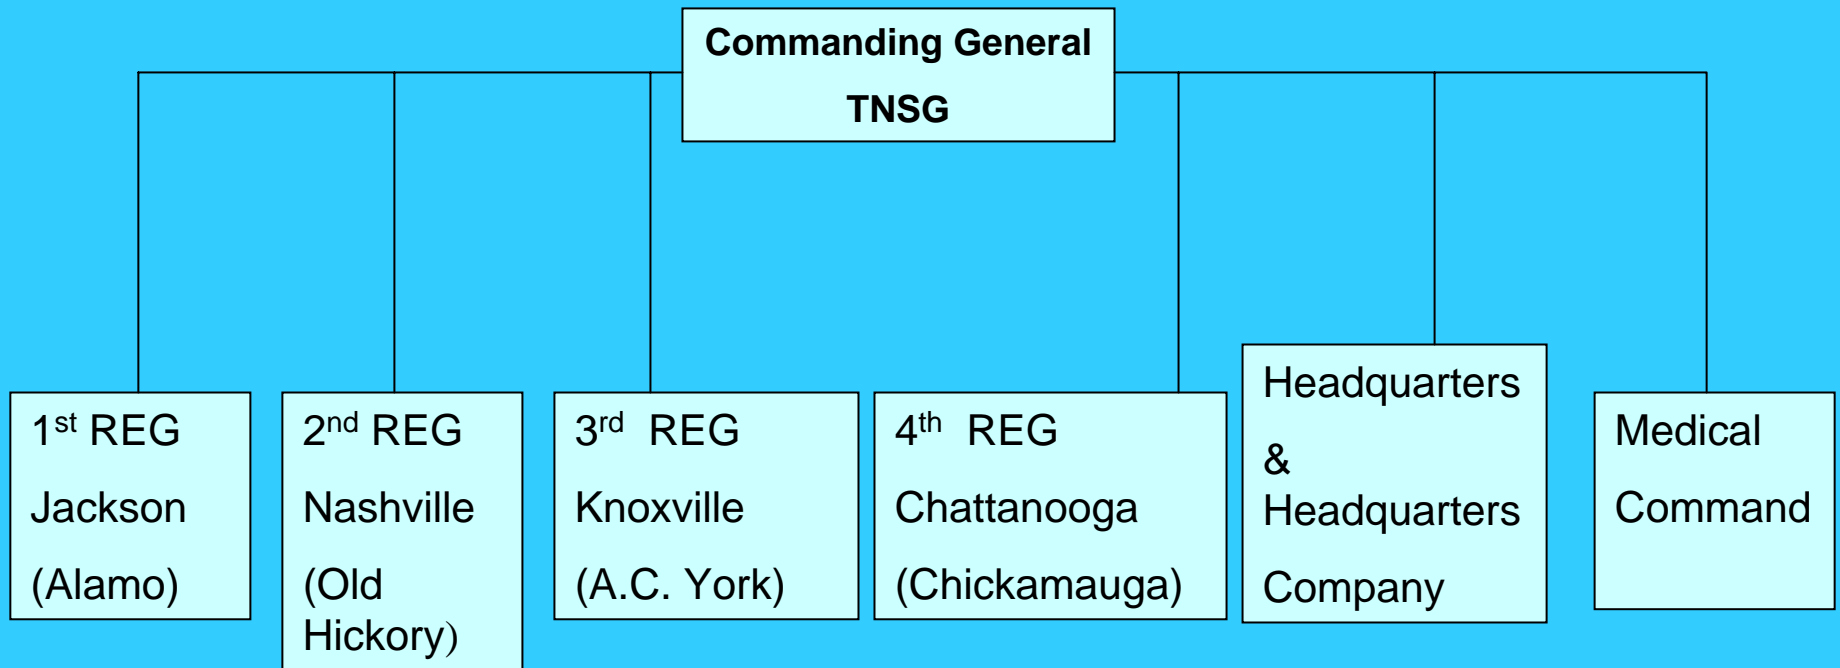 Commanding General
TNSG
1st REG
Jackson
(Alamo)
2nd REG
Nashville
(Old
Hickory)
3rd REG
Knoxville
(A.C. York)
4th REG
Chattanooga
(Chickamauga)
Headquarters
&
Headquarters
Company
Medical
Command